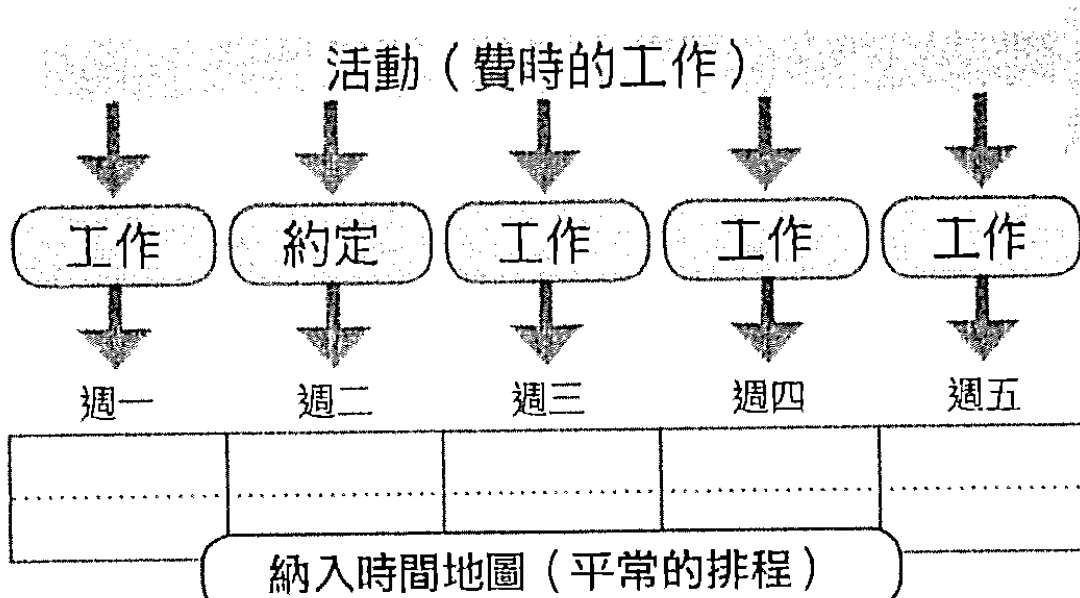 活動（費時的工作）
工作 約定 工作 工作 工作
週一 週二 週三 週四 週五
納入時間地圖（平常的排程）